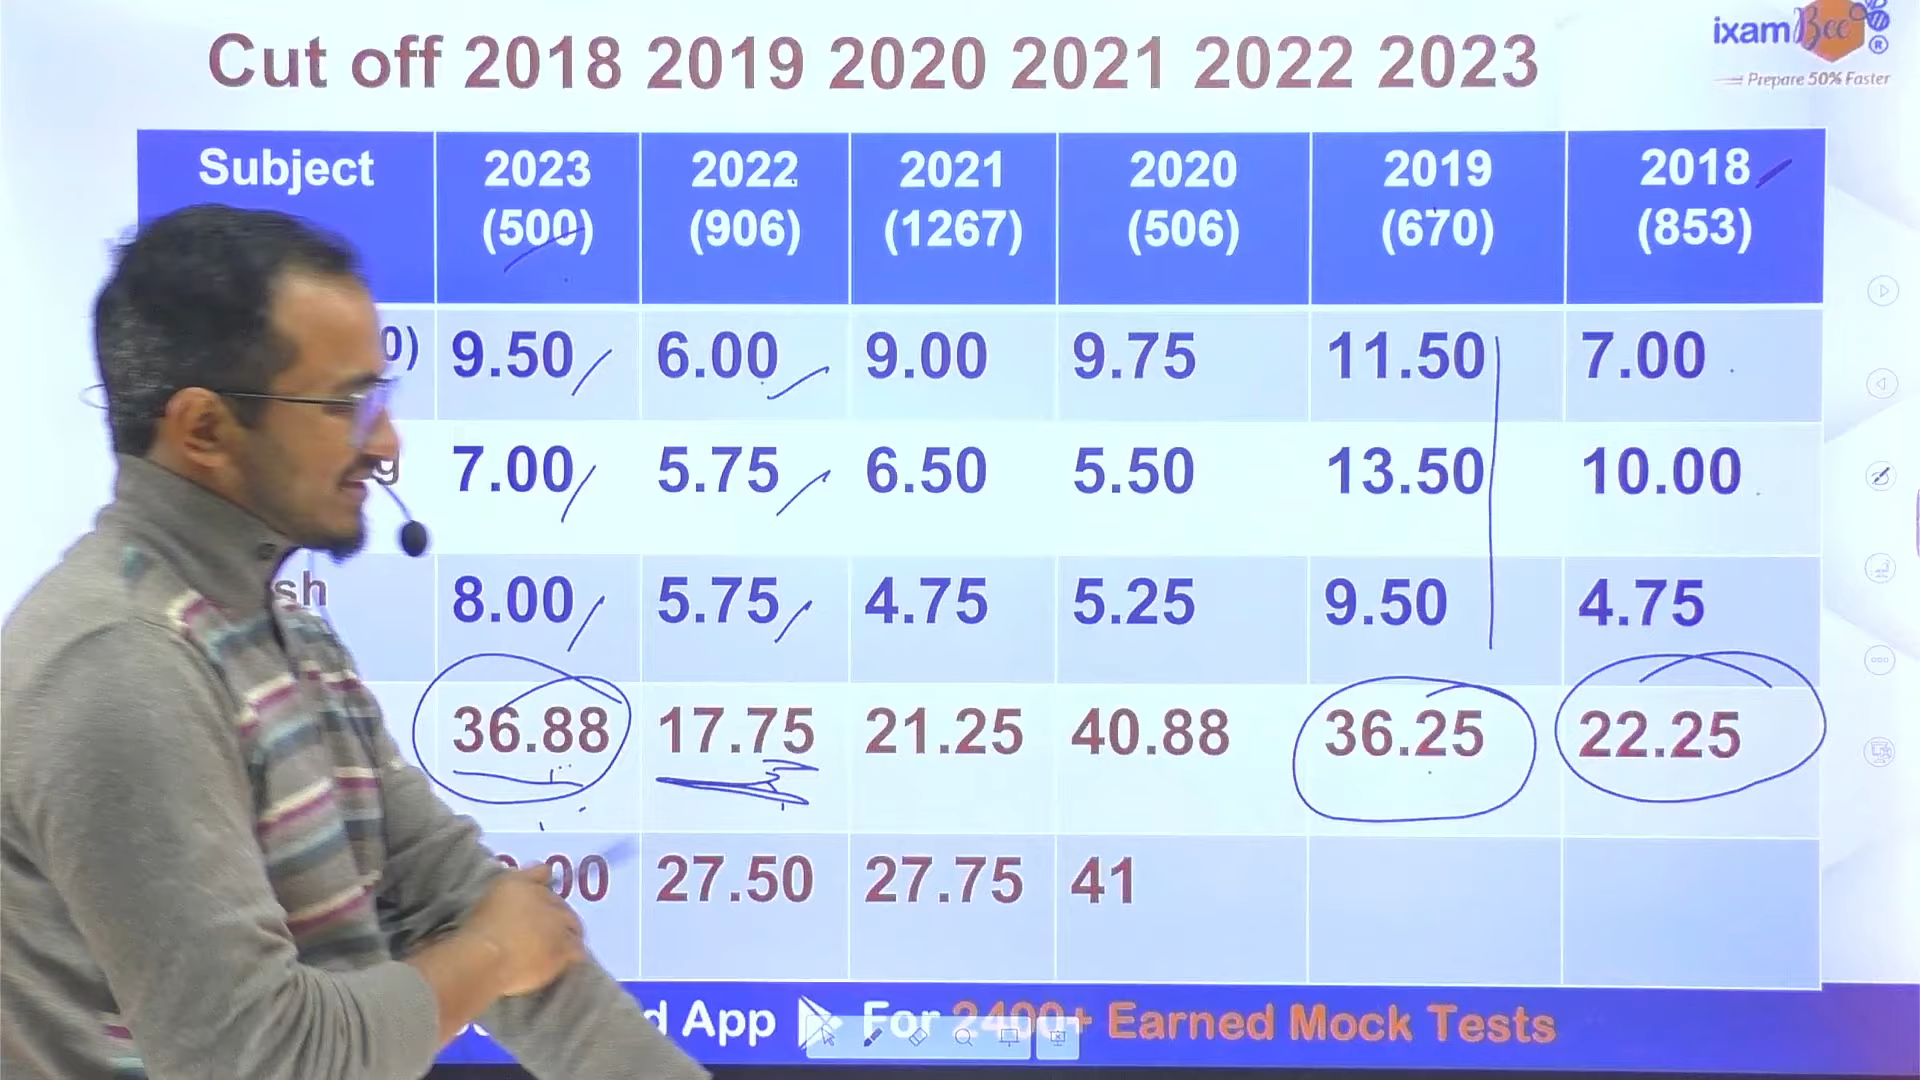 ixamBee®
Prepare 50% Faster
Cut off 2018 2019 2020 2021 2022 2023
Subject 2023 2022 2021 2020 2019 2018
(500) (906) (1267) (506) (670) (853)
0) 9.50 6.00 9.00 9.75 11.50 7.00
g 7.00 5.75 6.50 5.50 13.50 10.00
sh 8.00 5.75 4.75 5.25 9.50 4.75
36.88 17.75 21.25 40.88 36.25 22.25
.00 27.50 27.75 41
d App For 2400+ Earned Mock Tests